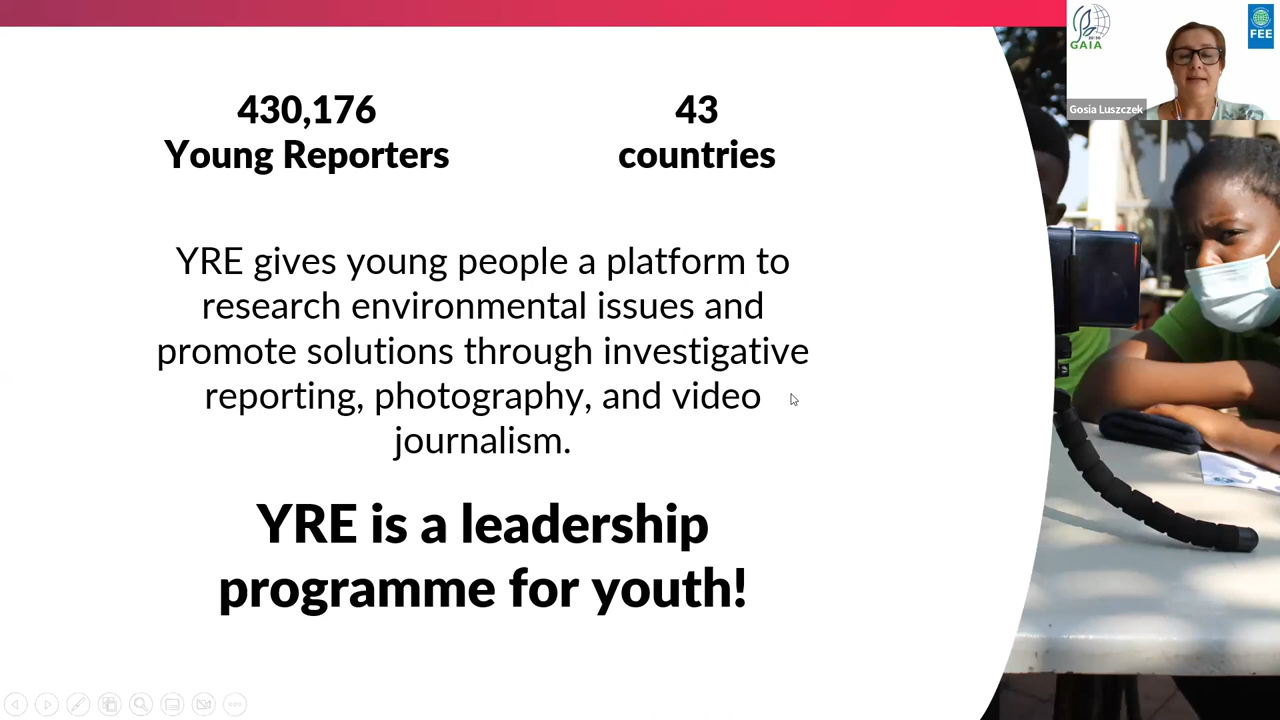 430,176
Young Reporters
43
countries
YRE gives young people a platform to
research environmental issues and
promote solutions through investigative
reporting, photography, and video
journalism.
YRE is a leadership
programme for youth!
GAIA
FEE
Gosia Luszczek